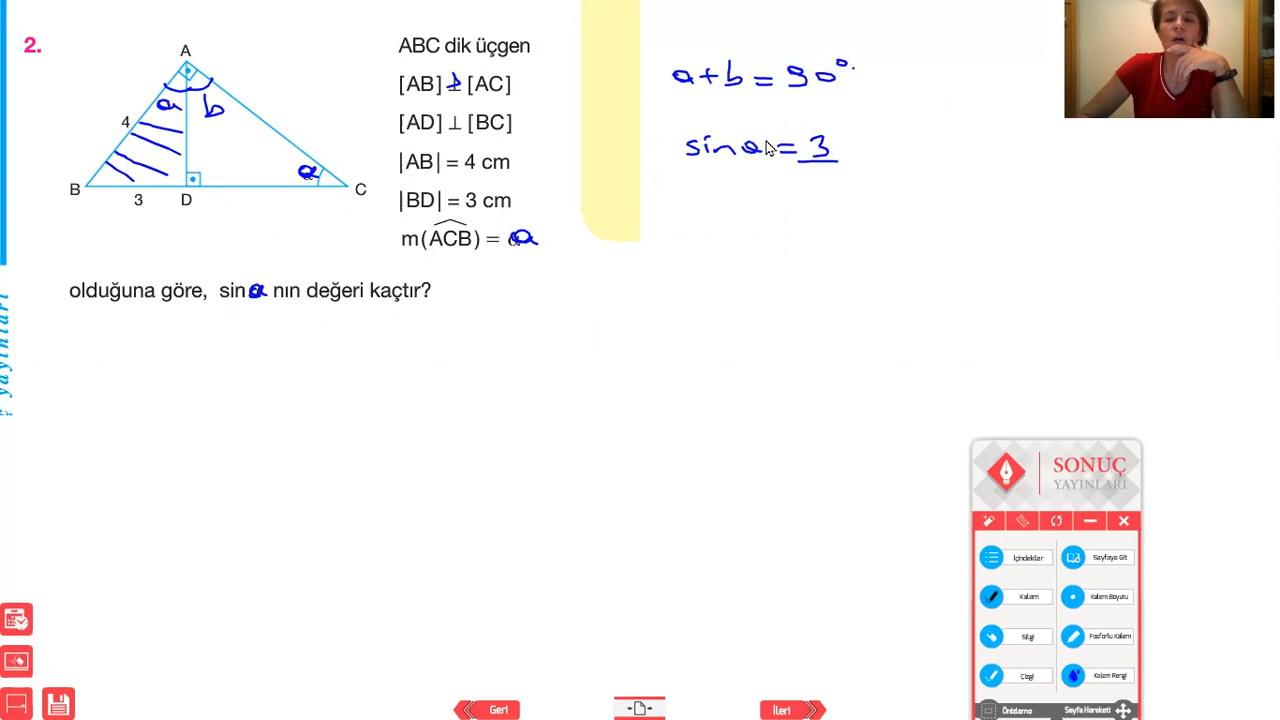 2.
A
a
b
4
a
B
3
D
C
ABC dik üçgen
[AB] ⊥ [AC]
[AD] ⊥ [BC]
|AB| = 4 cm
|BD| = 3 cm
m(ACB) = a
olduğuna göre, sin a nın değeri kaçtır?
a + b = 90°
sin a = 3
yayınları
SONUÇ
YAYINLARI
İçindekiler
Sayfaya Git
Kalem
Kalem Boyutu
Silgi
Fosforlu Kalem
Çizgi
Kalem Rengi
Önizleme
Sayfa Hareketi
Geri
İleri